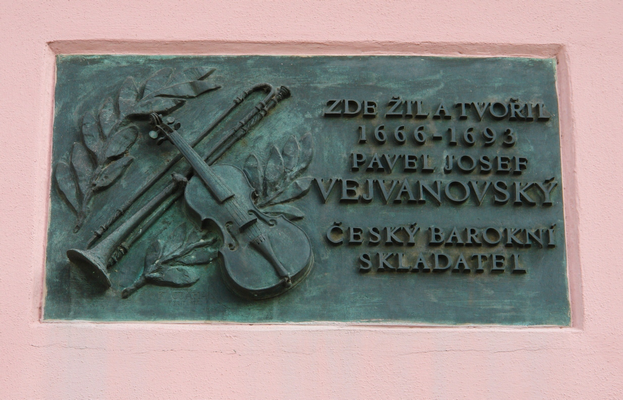 ZDE ŽIL A TVOŘIL
1666-1693
PAVEL JOSEF
VEJVANOVSKÝ
ČESKÝ BAROKNÍ
SKLADATEL